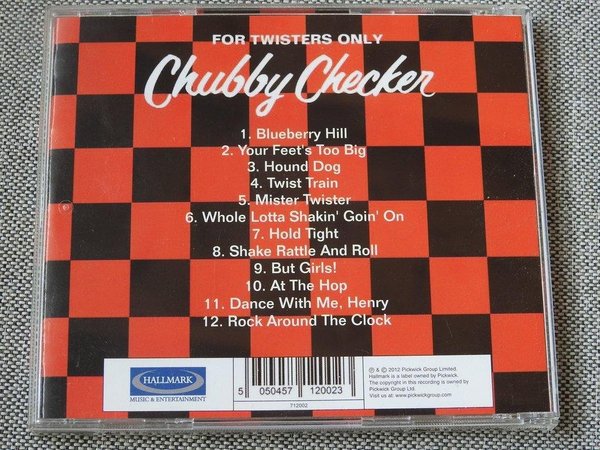 FOR TWISTERS ONLY
Chubby Checker
1. Blueberry Hill
2. Your Feet's Too Big
3. Hound Dog
4. Twist Train
5. Mister Twister
6. Whole Lotta Shakin' Goin' On
7. Hold Tight
8. Shake Rattle And Roll
9. But Girls!
10. At The Hop
11. Dance With Me, Henry
12. Rock Around The Clock
HALLMARK
MUSIC & ENTERTAINMENT
5 050457 120023
712002
℗ & © 2012 Pickwick Group Limited.
Hallmark is a label owned by Pickwick.
The copyright in this recording is owned by
Pickwick Group Ltd.
Visit us at: www.pickwickgroup.com